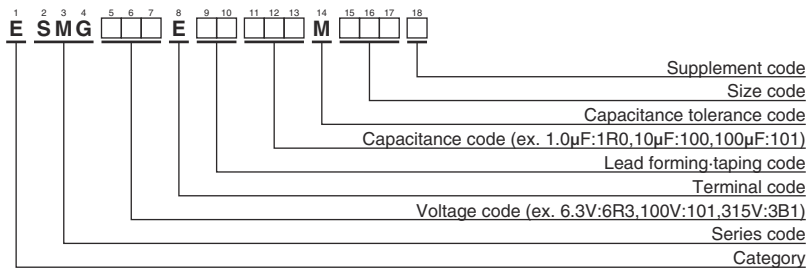 1 2 3 4 5 6 7 8 9 10 11 12 13 14 15 16 17 18
E SMG E M
Supplement code
Size code
Capacitance tolerance code
Capacitance code (ex. 1.0µF:1R0,10µF:100,100µF:101)
Lead forming·taping code
Terminal code
Voltage code (ex. 6.3V:6R3,100V:101,315V:3B1)
Series code
Category